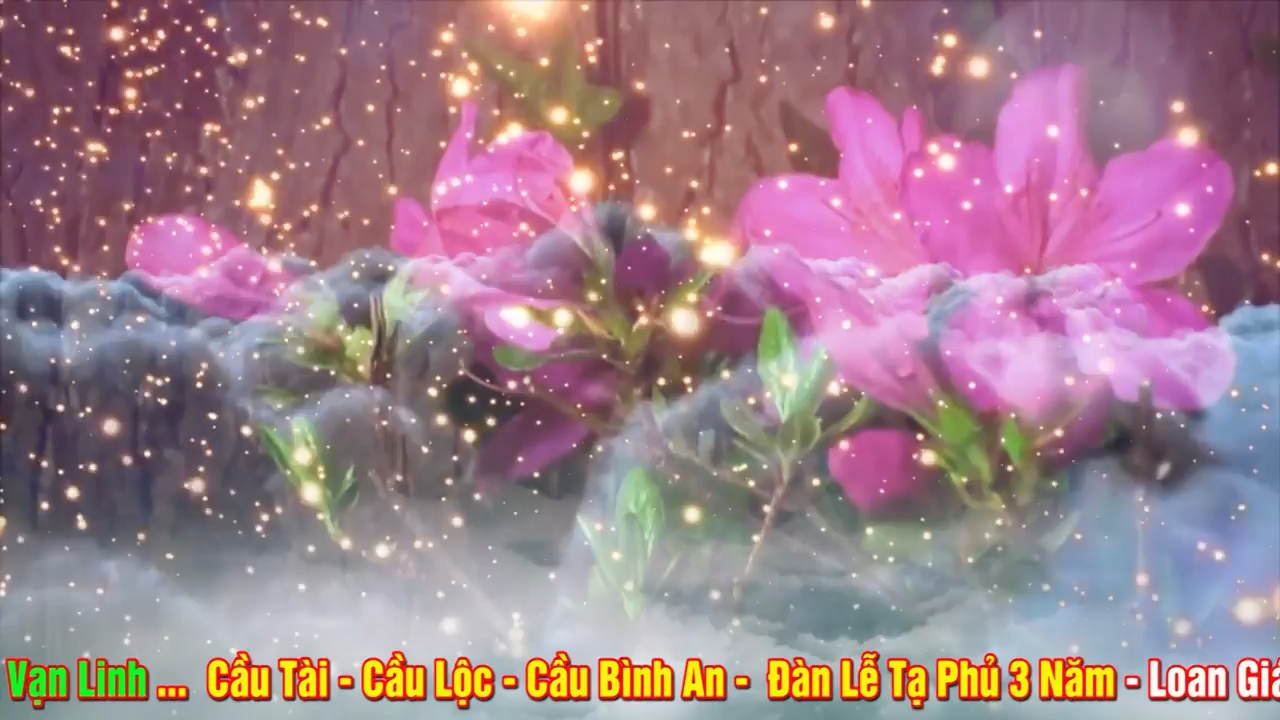 Vạn Linh ... Cầu Tài - Cầu Lộc - Cầu Bình An - Đàn Lễ Tạ Phủ 3 Năm - Loan